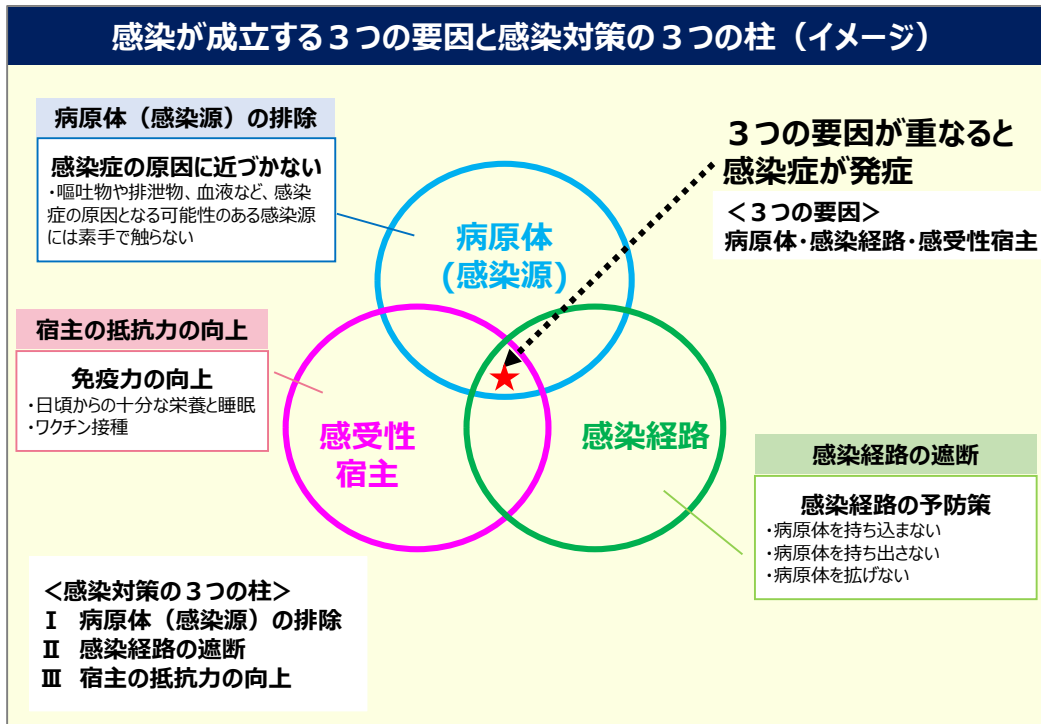 感染が成立する３つの要因と感染対策の３つの柱（イメージ）
病原体（感染源）の排除
感染症の原因に近づかない
・嘔吐物や排泄物、血液など、感染
症の原因となる可能性のある感染源
には素手で触らない
３つの要因が重なると
感染症が発症
＜３つの要因＞
病原体・感染経路・感受性宿主
病原体
(感染源)
宿主の抵抗力の向上
免疫力の向上
・日頃からの十分な栄養と睡眠
・ワクチン接種
感受性
宿主
感染経路
感染経路の遮断
感染経路の予防策
・病原体を持ち込まない
・病原体を持ち出さない
・病原体を拡げない
＜感染対策の３つの柱＞
Ⅰ　病原体（感染源）の排除
Ⅱ　感染経路の遮断
Ⅲ　宿主の抵抗力の向上